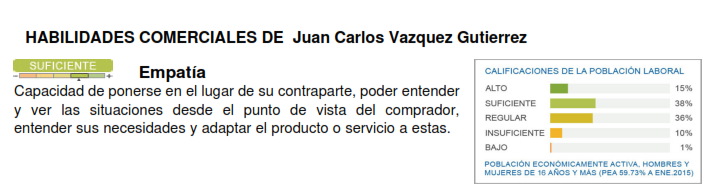 HABILIDADES COMERCIALES DE Juan Carlos Vazquez Gutierrez
SUFICIENTE
- +
Empatía
Capacidad de ponerse en el lugar de su contraparte, poder entender
y ver las situaciones desde el punto de vista del comprador,
entender sus necesidades y adaptar el producto o servicio a estas.
CALIFICACIONES DE LA POBLACIÓN LABORAL
ALTO 15%
SUFICIENTE 38%
REGULAR 36%
INSUFICIENTE 10%
BAJO 1%
POBLACIÓN ECONÓMICAMENTE ACTIVA, HOMBRES Y
MUJERES DE 16 AÑOS Y MÁS (PEA 59.73% A ENE.2015)